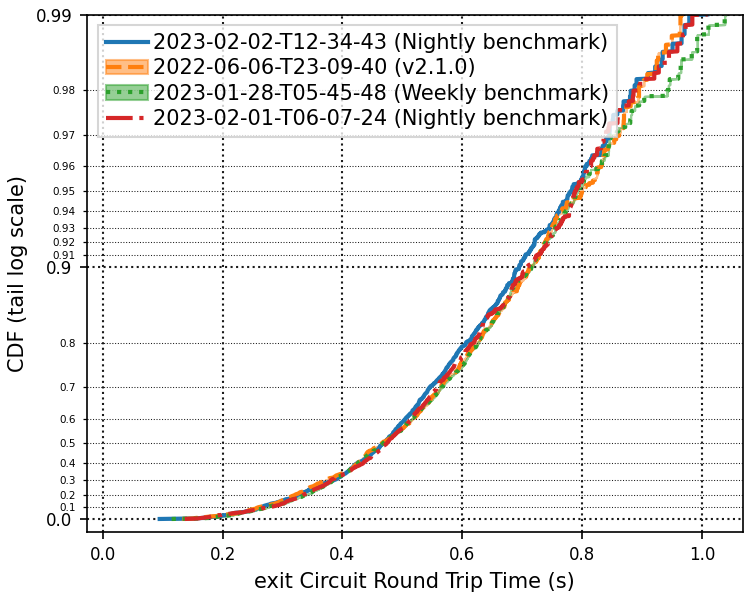 0.99
2023-02-02-T12-34-43 (Nightly benchmark)
2022-06-06-T23-09-40 (v2.1.0)
2023-01-28-T05-45-48 (Weekly benchmark)
2023-02-01-T06-07-24 (Nightly benchmark)
0.98
0.97
0.96
0.95
0.94
0.93
0.92
0.91
0.9
0.8
0.7
0.6
0.5
0.4
0.3
0.2
0.1
0.0
CDF (tail log scale)
0.0 0.2 0.4 0.6 0.8 1.0
exit Circuit Round Trip Time (s)